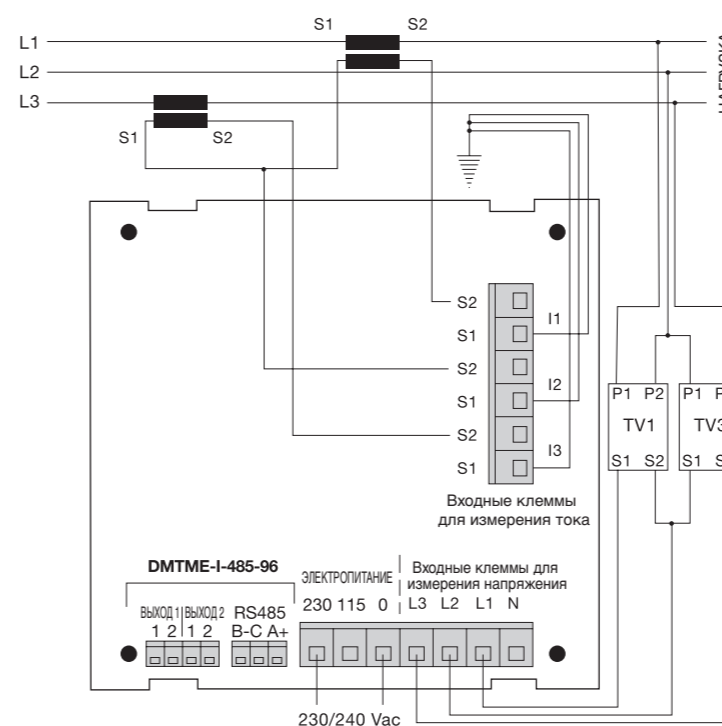 S1 S2
L1
L2
L3
S1 S2
S2
I1
S1
S2
I2
S1
S2
I3
S1
P1 P2 P1
TV1 TV3
S1 S2 S1
Входные клеммы
для измерения тока
DMTME-I-485-96
ЭЛЕКТРОПИТАНИЕ
Входные клеммы для
измерения напряжения
ВЫХОД 1 ВЫХОД 2 RS485
1 2 1 2 B-C A+
230 115 0 L3 L2 L1 N
230/240 Vac